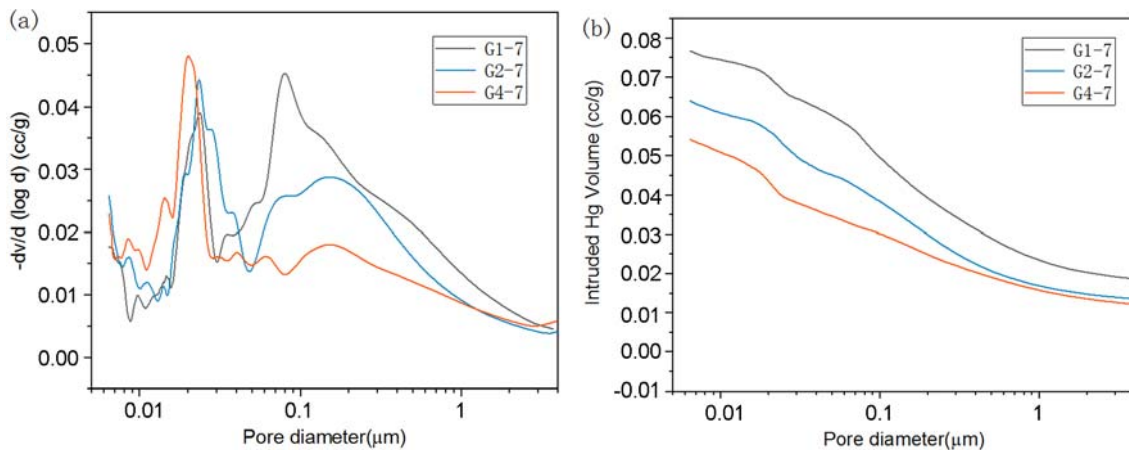 (a)
-dv/d (log d) (cc/g)
0.05
0.04
0.03
0.02
0.01
0.00
G1-7
G2-7
G4-7
0.01 0.1 1
Pore diameter(μm)
(b)
Intruded Hg Volume (cc/g)
0.08
0.07
0.06
0.05
0.04
0.03
0.02
0.01
0.00
-0.01
G1-7
G2-7
G4-7
0.01 0.1 1
Pore diameter(μm)